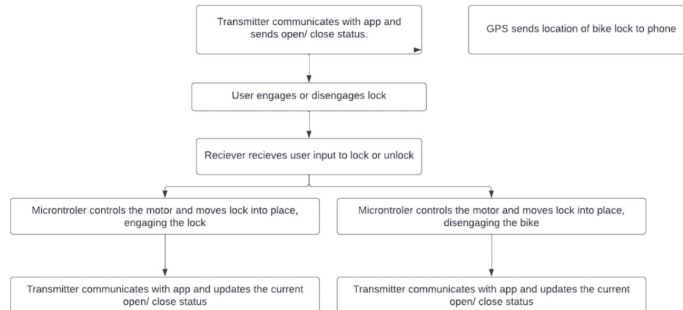 Transmitter communicates with app and
sends open/ close status.
GPS sends location of bike lock to phone
User engages or disengages lock
Reciever recieves user input to lock or unlock
Microntroler controls the motor and moves lock into place,
engaging the lock
Microntroler controls the motor and moves lock into place,
disengaging the bike
Transmitter communicates with app and updates the current
open/ close status
Transmitter communicates with app and updates the current
open/ close status